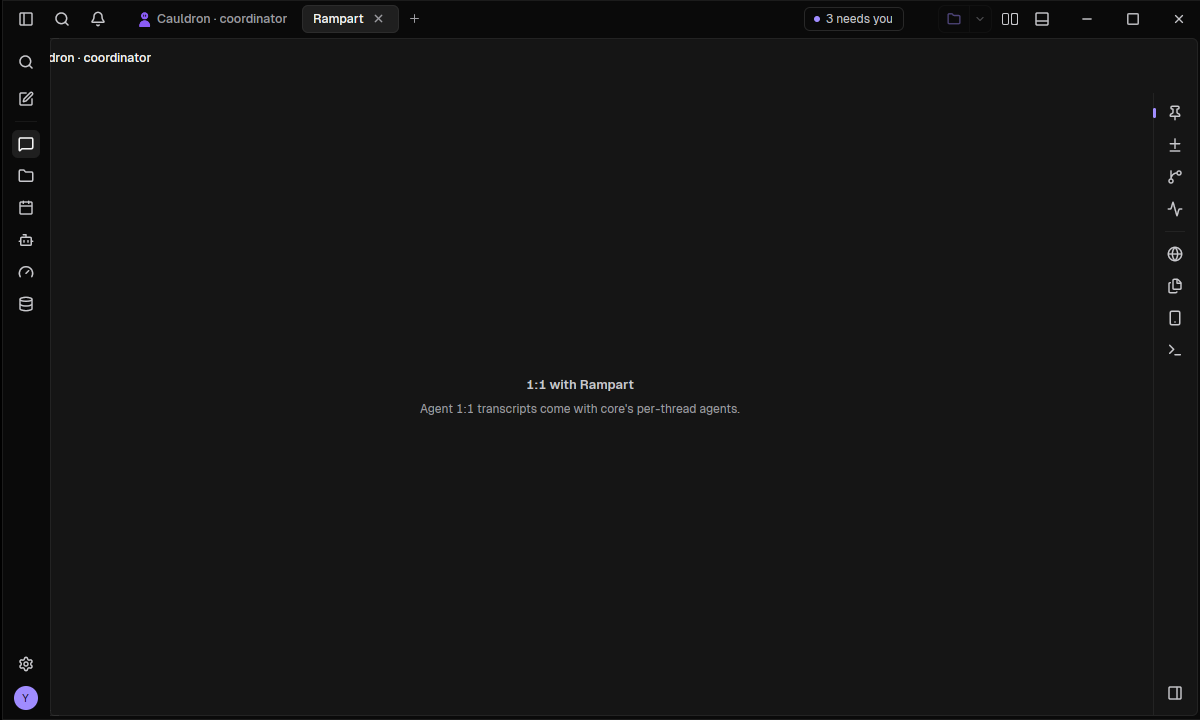 Cauldron · coordinator
Rampart
3 needs you
dron · coordinator
1:1 with Rampart
Agent 1:1 transcripts come with core's per-thread agents.
Y